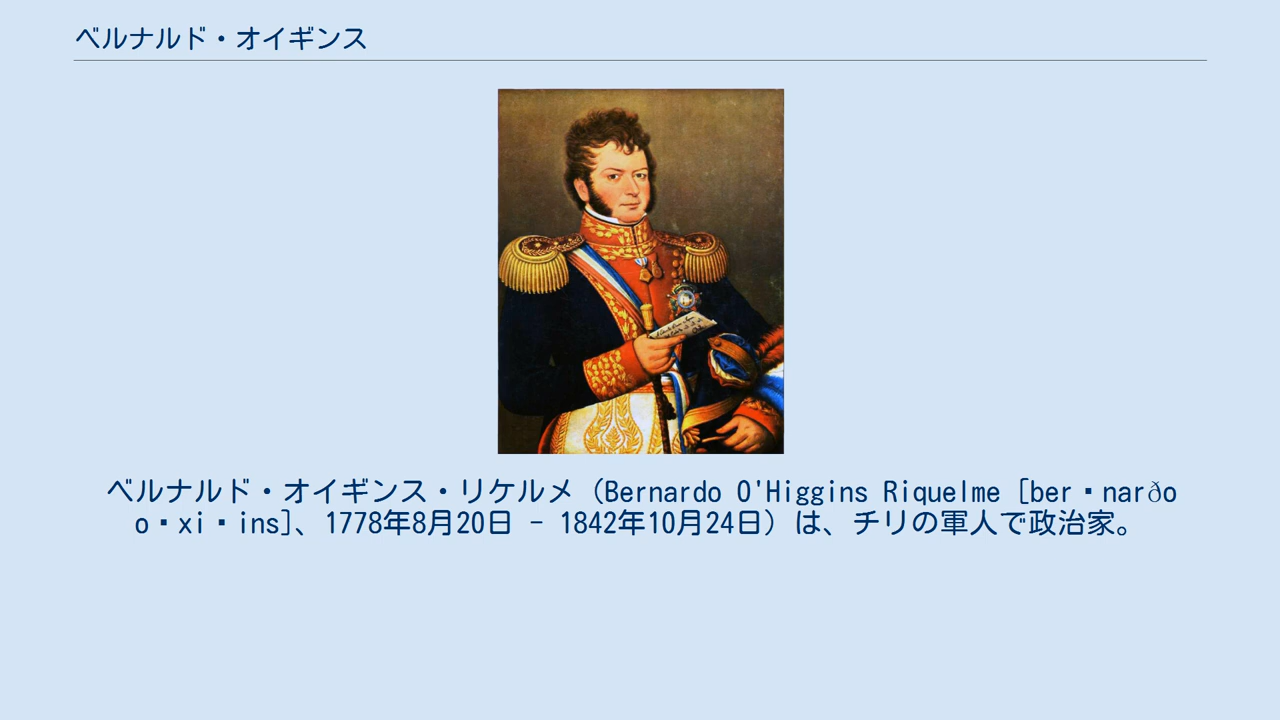 ベルナルド・オイギンス
ベルナルド・オイギンス・リケルメ（Bernardo O'Higgins Riquelme [ber・narðo
o・xi・ins]、1778年8月20日 - 1842年10月24日）は、チリの軍人で政治家。